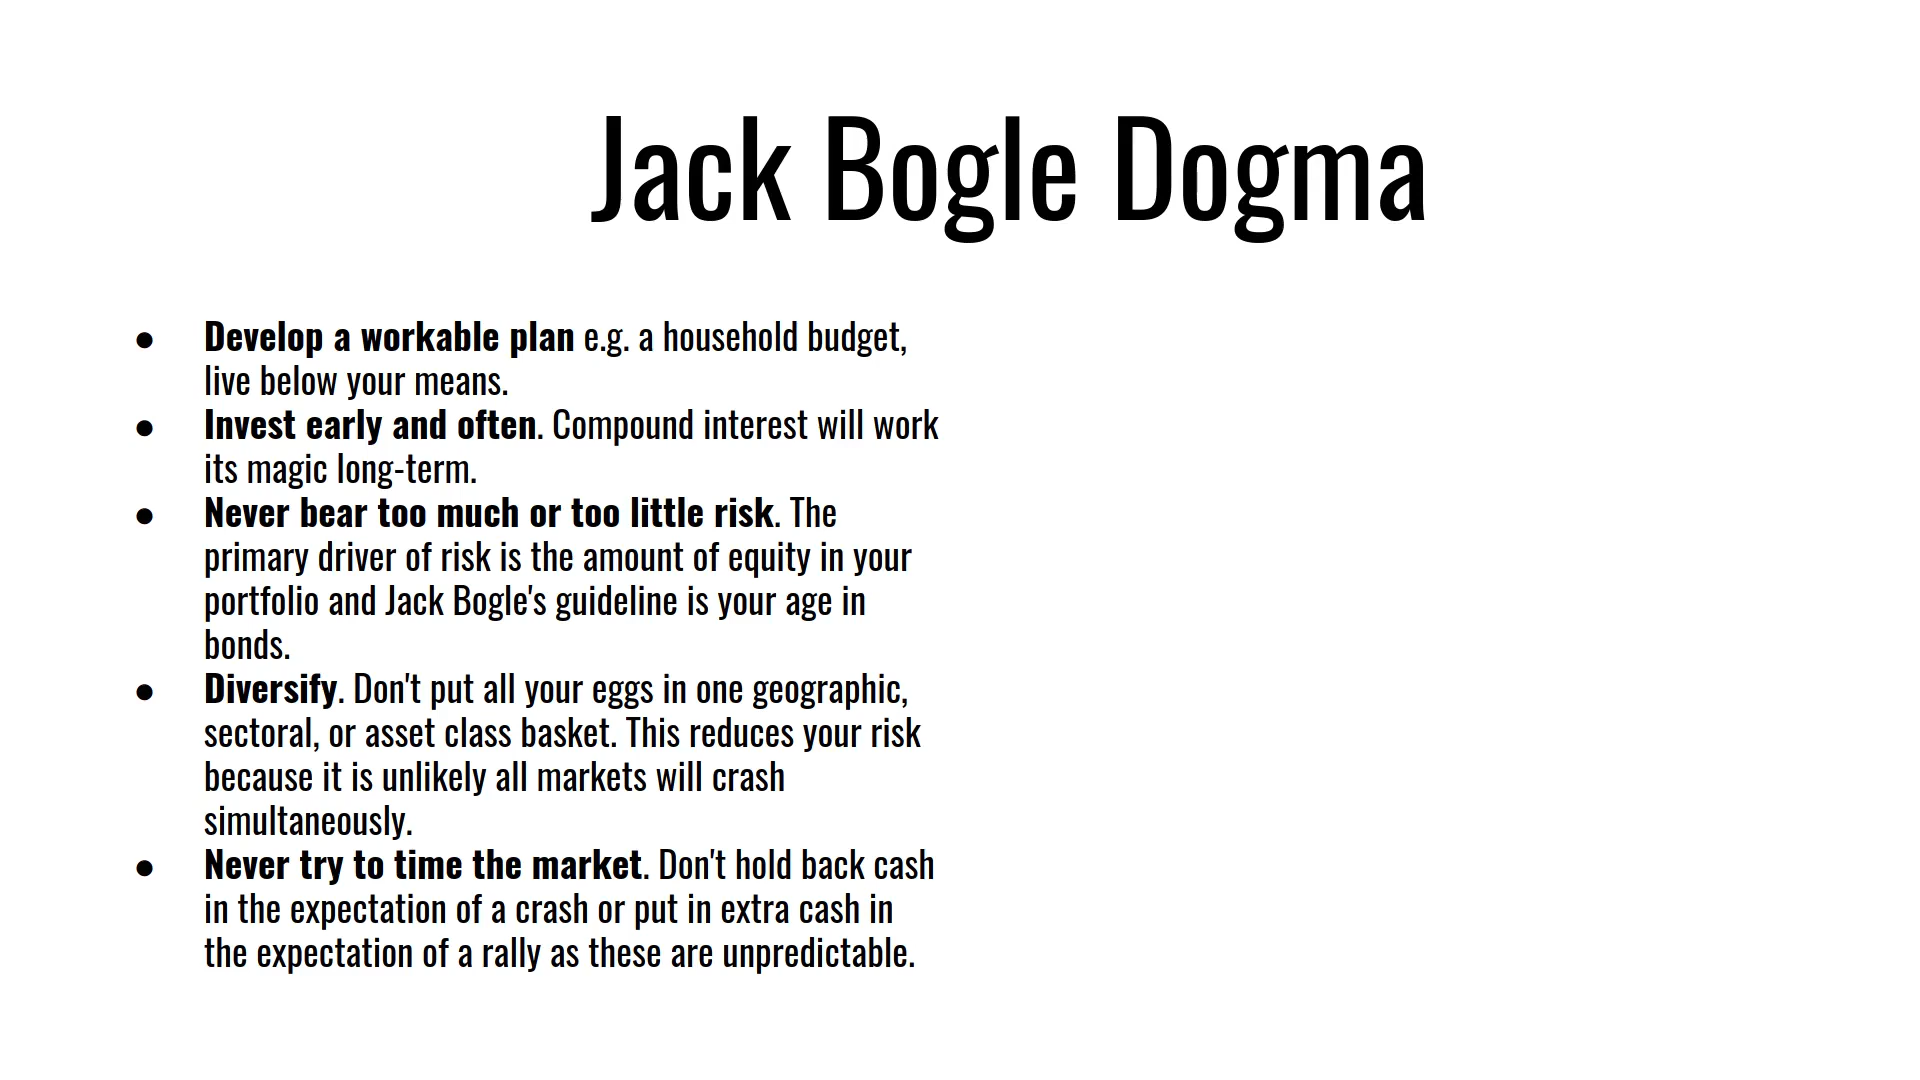 Jack Bogle Dogma
● Develop a workable plan e.g. a household budget,
live below your means.
● Invest early and often. Compound interest will work
its magic long-term.
● Never bear too much or too little risk. The
primary driver of risk is the amount of equity in your
portfolio and Jack Bogle's guideline is your age in
bonds.
● Diversify. Don't put all your eggs in one geographic,
sectoral, or asset class basket. This reduces your risk
because it is unlikely all markets will crash
simultaneously.
● Never try to time the market. Don't hold back cash
in the expectation of a crash or put in extra cash in
the expectation of a rally as these are unpredictable.